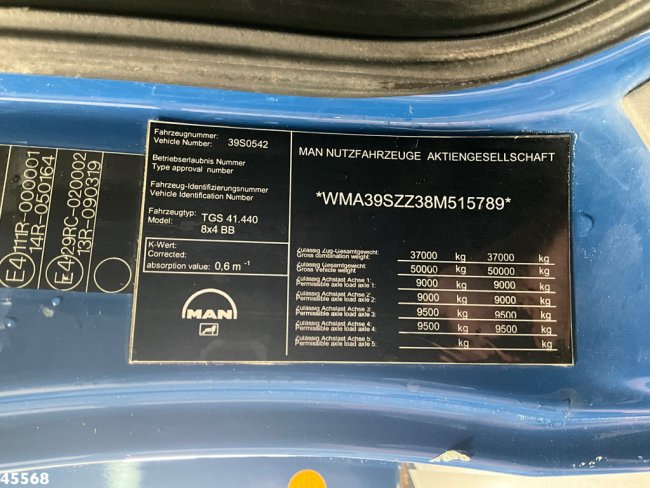 E4 111R-000001
14R-050164
E4 29RC-020002
13R-090319
Fahrzeugnummer:
Vehicle Number: 39S0542
Betriebserlaubnis Nummer
Type approval number
Fahrzeug-Identifizierungsnummer
Vehicle Identification Number
Fahrzeugtyp: TGS 41.440
Model: 8x4 BB
K-Wert:
Corrected:
absorption value: 0,6 m⁻¹
MAN
MAN NUTZFAHRZEUGE AKTIENGESELLSCHAFT
*WMA39SZZ38M515789*
Zulässig Zug-Gesamtgewicht:
Gross combination weight: 37000 kg 37000 kg
Zulässig Gesamtgewicht:
Gross Vehicle weight 50000 kg 50000 kg
Zulässig Achslast Achse 1:
Permissible axle load axle 1: 9000 kg 9000 kg
Zulässig Achslast Achse 2:
Permissible axle load axle 2: 9000 kg 9000 kg
Zulässig Achslast Achse 3:
Permissible axle load axle 3: 9500 kg 9500 kg
Zulässig Achslast Achse 4:
Permissible axle load axle 4: 9500 kg 9500 kg
Zulässig Achslast Achse 5:
Permissible axle load axle 5: kg kg
45568